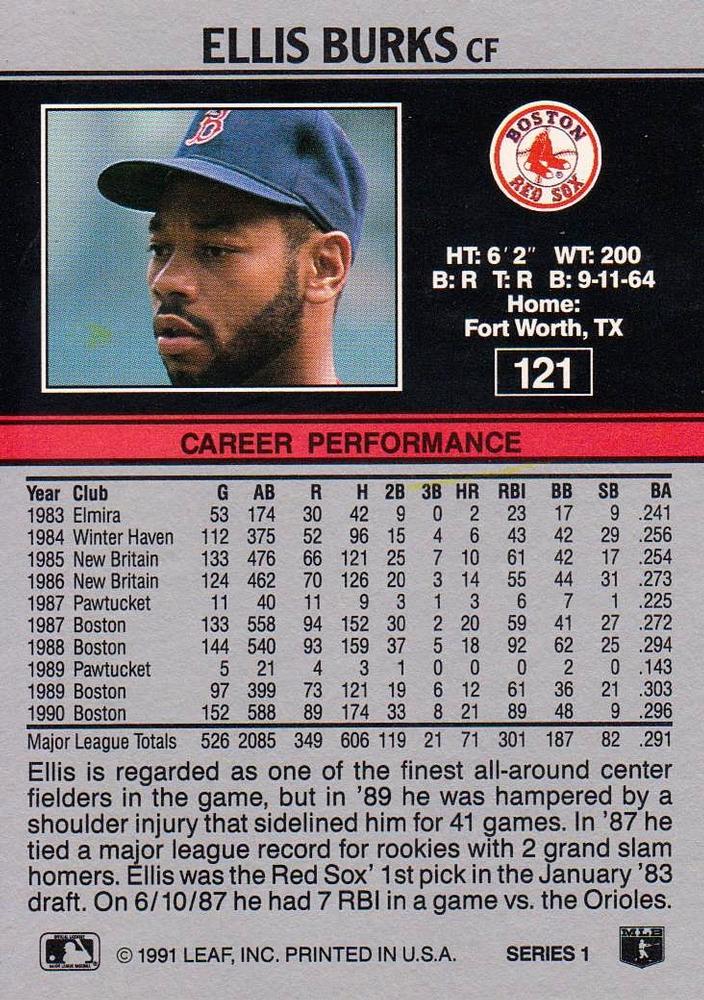 ELLIS BURKS CF
B
BOSTON
RED SOX
HT: 6' 2" WT: 200
B: R T: R B: 9-11-64
Home:
Fort Worth, TX
121
CAREER PERFORMANCE
Year Club G AB R H 2B 3B HR RBI BB SB BA
1983 Elmira 53 174 30 42 9 0 2 23 17 9 .241
1984 Winter Haven 112 375 52 96 15 4 6 43 42 29 .256
1985 New Britain 133 476 66 121 25 7 10 61 42 17 .254
1986 New Britain 124 462 70 126 20 3 14 55 44 31 .273
1987 Pawtucket 11 40 11 9 3 1 3 6 7 1 .225
1987 Boston 133 558 94 152 30 2 20 59 41 27 .272
1988 Boston 144 540 93 159 37 5 18 92 62 25 .294
1989 Pawtucket 5 21 4 3 1 0 0 0 2 0 .143
1989 Boston 97 399 73 121 19 6 12 61 36 21 .303
1990 Boston 152 588 89 174 33 8 21 89 48 9 .296
Major League Totals 526 2085 349 606 119 21 71 301 187 82 .291
Ellis is regarded as one of the finest all-around center
fielders in the game, but in '89 he was hampered by a
shoulder injury that sidelined him for 41 games. In '87 he
tied a major league record for rookies with 2 grand slam
homers. Ellis was the Red Sox' 1st pick in the January '83
draft. On 6/10/87 he had 7 RBI in a game vs. the Orioles.
© 1991 LEAF, INC. PRINTED IN U.S.A. SERIES 1
MLB